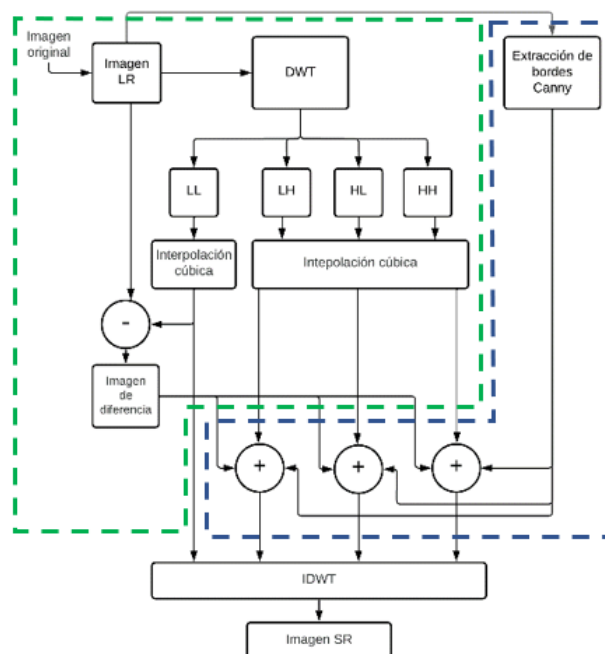 Imagen
original
Imagen
LR
DWT
Extracción de
bordes
Canny
LL
LH
HL
HH
Interpolación
cúbica
Intepolación cúbica
-
Imagen
de
diferencia
+
+
+
IDWT
Imagen SR